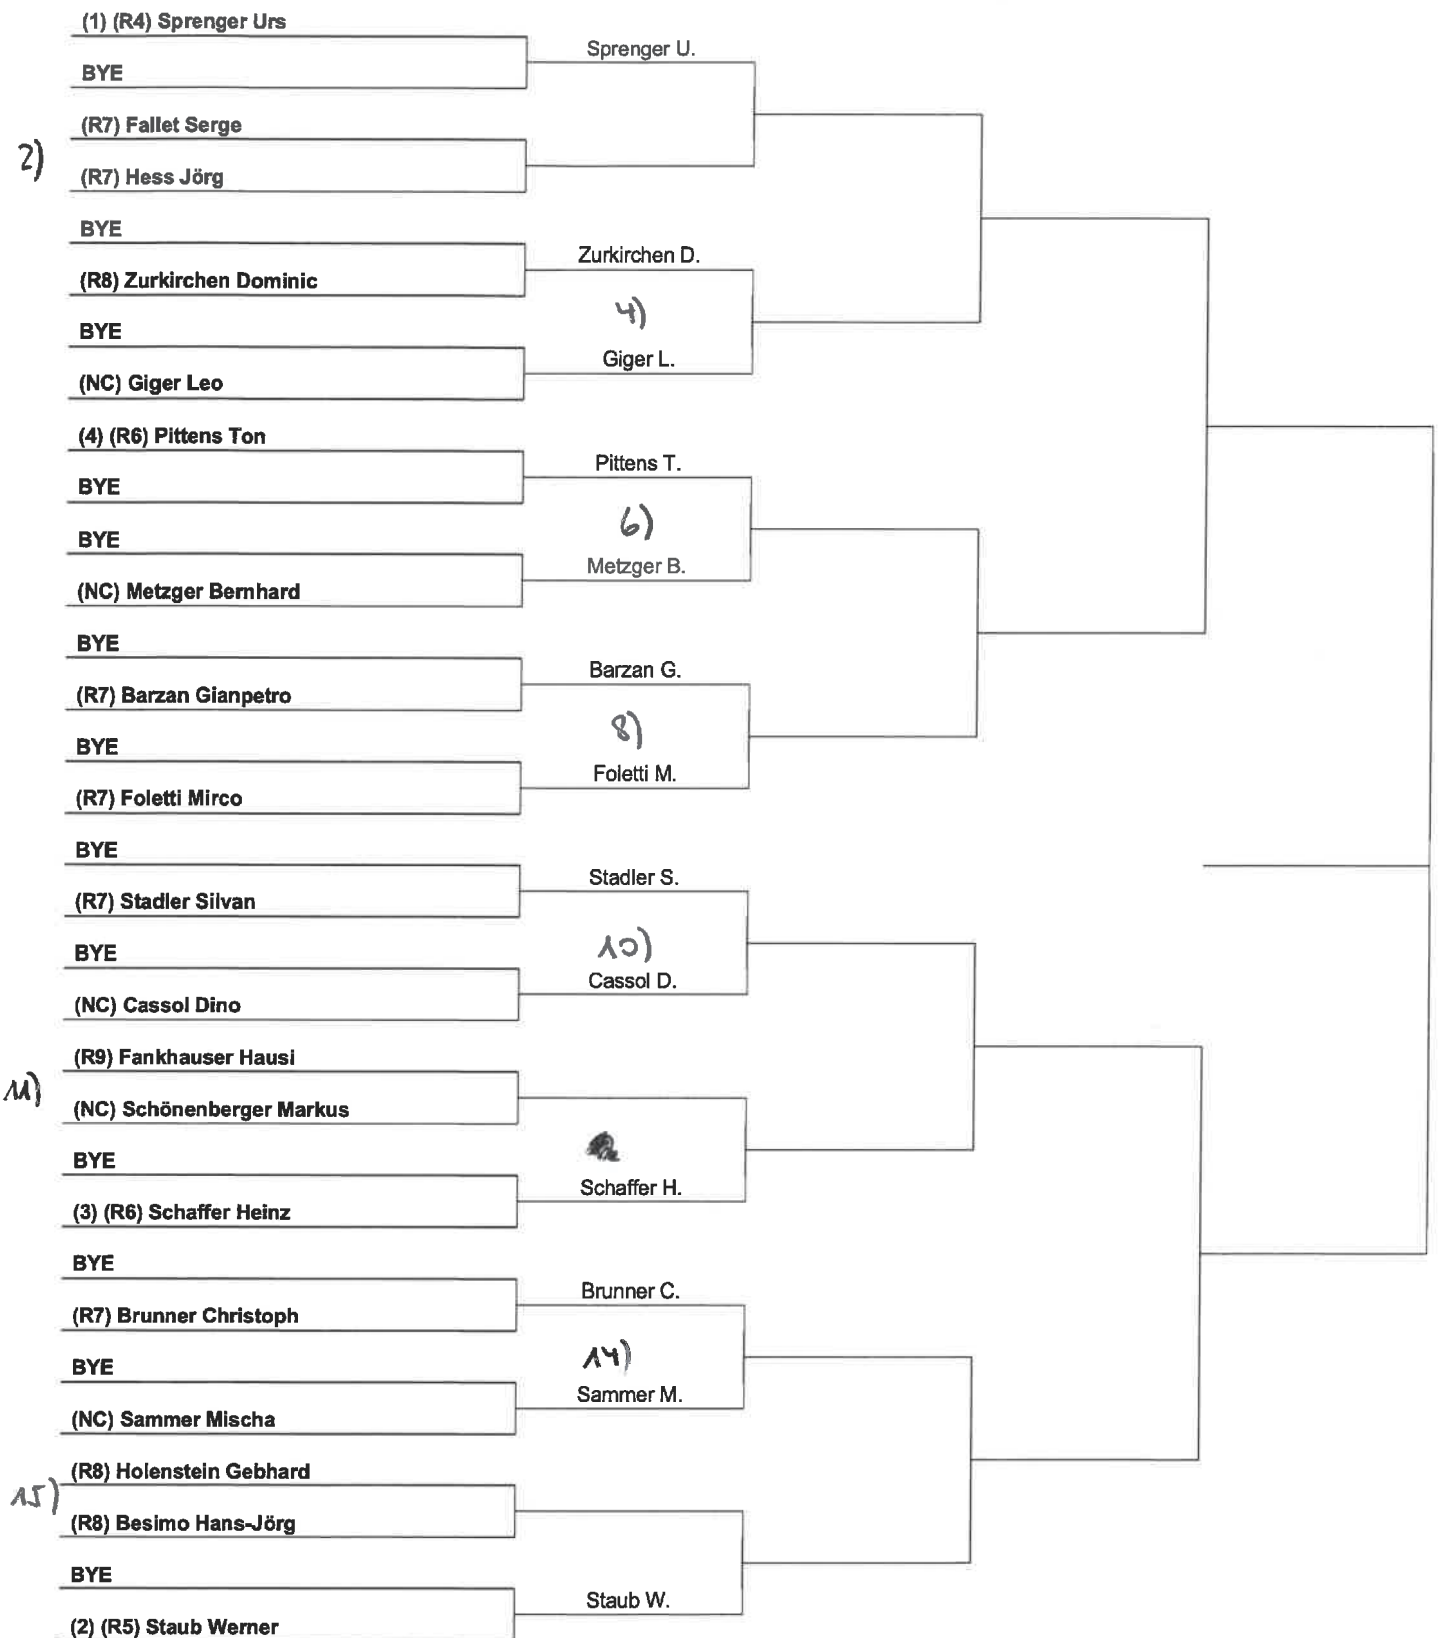 (1) (R4) Sprenger Urs
Sprenger U.
BYE
(R7) Fallet Serge
2)
(R7) Hess Jörg
BYE
Zurkirchen D.
(R8) Zurkirchen Dominic
4)
BYE
Giger L.
(NC) Giger Leo
(4) (R6) Pittens Ton
Pittens T.
BYE
6)
BYE
Metzger B.
(NC) Metzger Bernhard
BYE
Barzan G.
(R7) Barzan Gianpetro
8)
BYE
Foletti M.
(R7) Foletti Mirco
BYE
Stadler S.
(R7) Stadler Silvan
10)
BYE
Cassol D.
(NC) Cassol Dino
(R9) Fankhauser Hausi
11)
(NC) Schönenberger Markus
BYE
Schaffer H.
(3) (R6) Schaffer Heinz
BYE
Brunner C.
(R7) Brunner Christoph
14)
BYE
Sammer M.
(NC) Sammer Mischa
(R8) Holenstein Gebhard
15)
(R8) Besimo Hans-Jörg
BYE
Staub W.
(2) (R5) Staub Werner